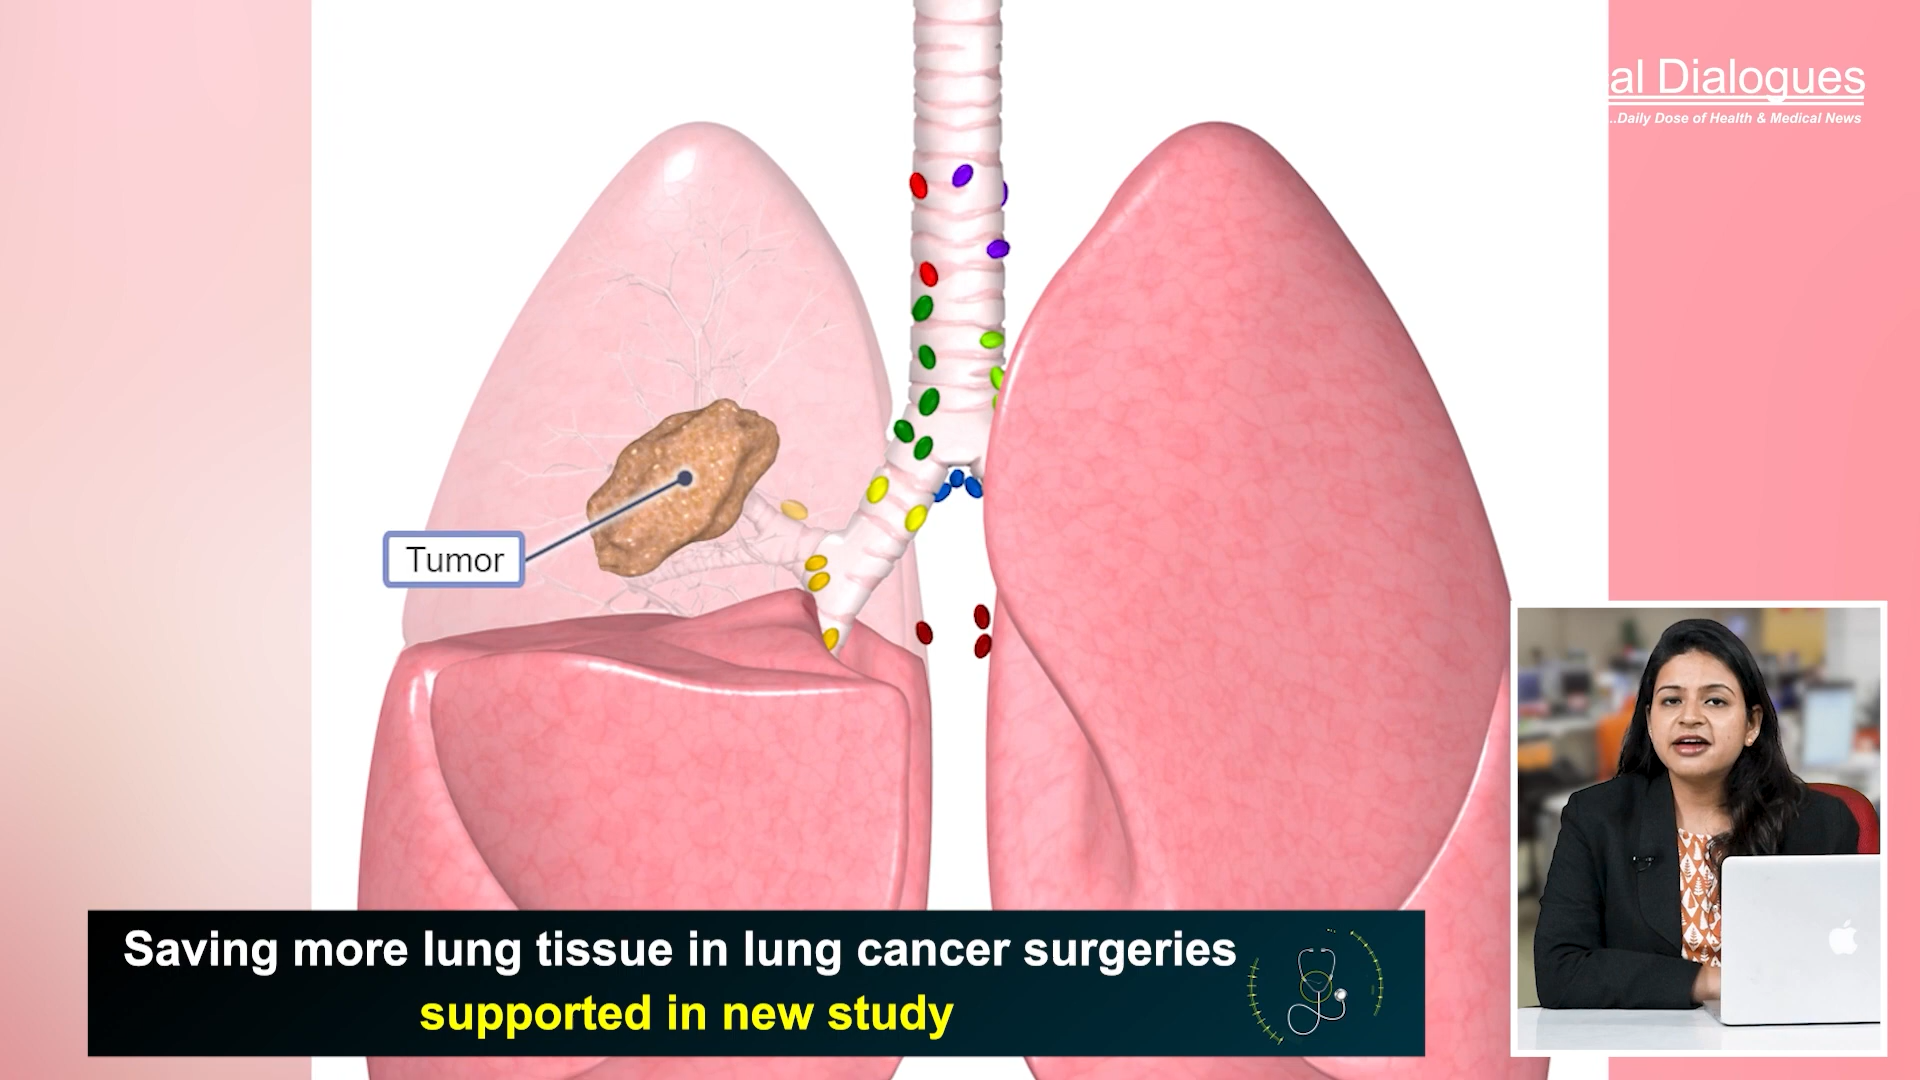 al Dialogues
...Daily Dose of Health & Medical News
Tumor
Saving more lung tissue in lung cancer surgeries
supported in new study